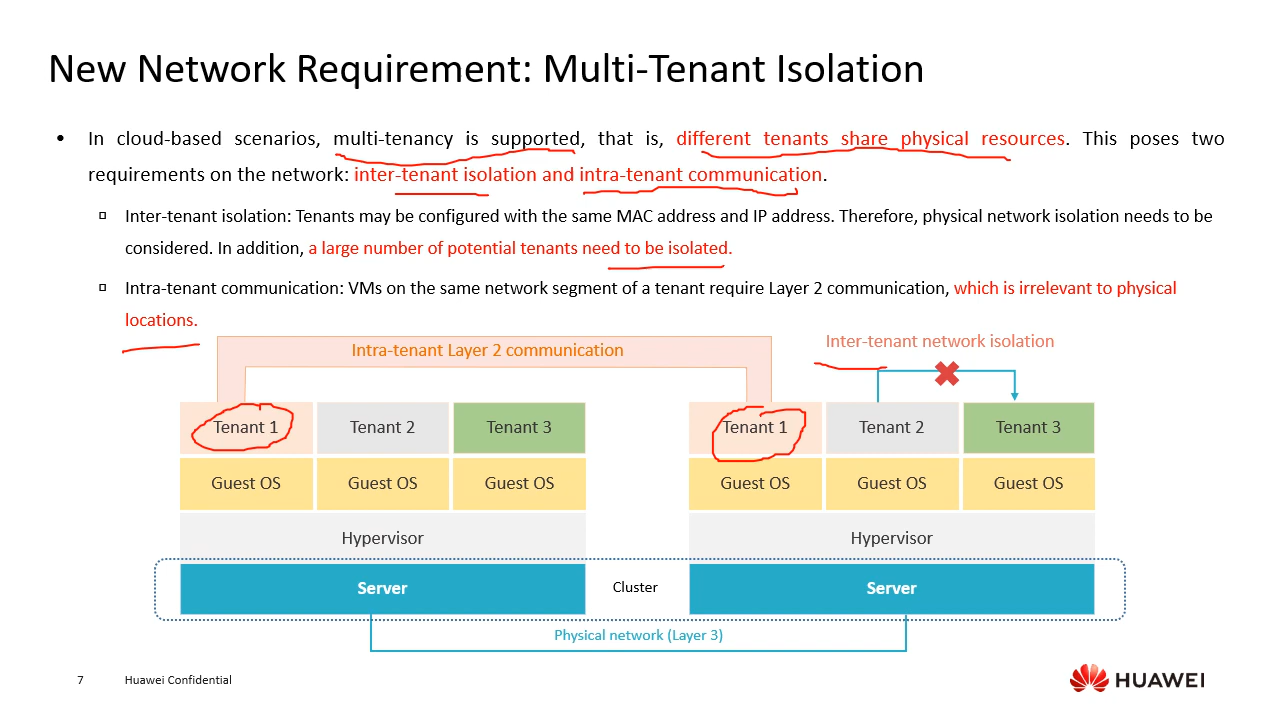 New Network Requirement: Multi-Tenant Isolation
• In cloud-based scenarios, multi-tenancy is supported, that is, different tenants share physical resources. This poses two
requirements on the network: inter-tenant isolation and intra-tenant communication.
Inter-tenant isolation: Tenants may be configured with the same MAC address and IP address. Therefore, physical network isolation needs to be
considered. In addition, a large number of potential tenants need to be isolated.
Intra-tenant communication: VMs on the same network segment of a tenant require Layer 2 communication, which is irrelevant to physical
locations.
Intra-tenant Layer 2 communication
Inter-tenant network isolation
Tenant 1 Tenant 2 Tenant 3 Tenant 1 Tenant 2 Tenant 3
Guest OS Guest OS Guest OS Guest OS Guest OS Guest OS
Hypervisor Hypervisor
Server Cluster Server
Physical network (Layer 3)
7 Huawei Confidential
HUAWEI